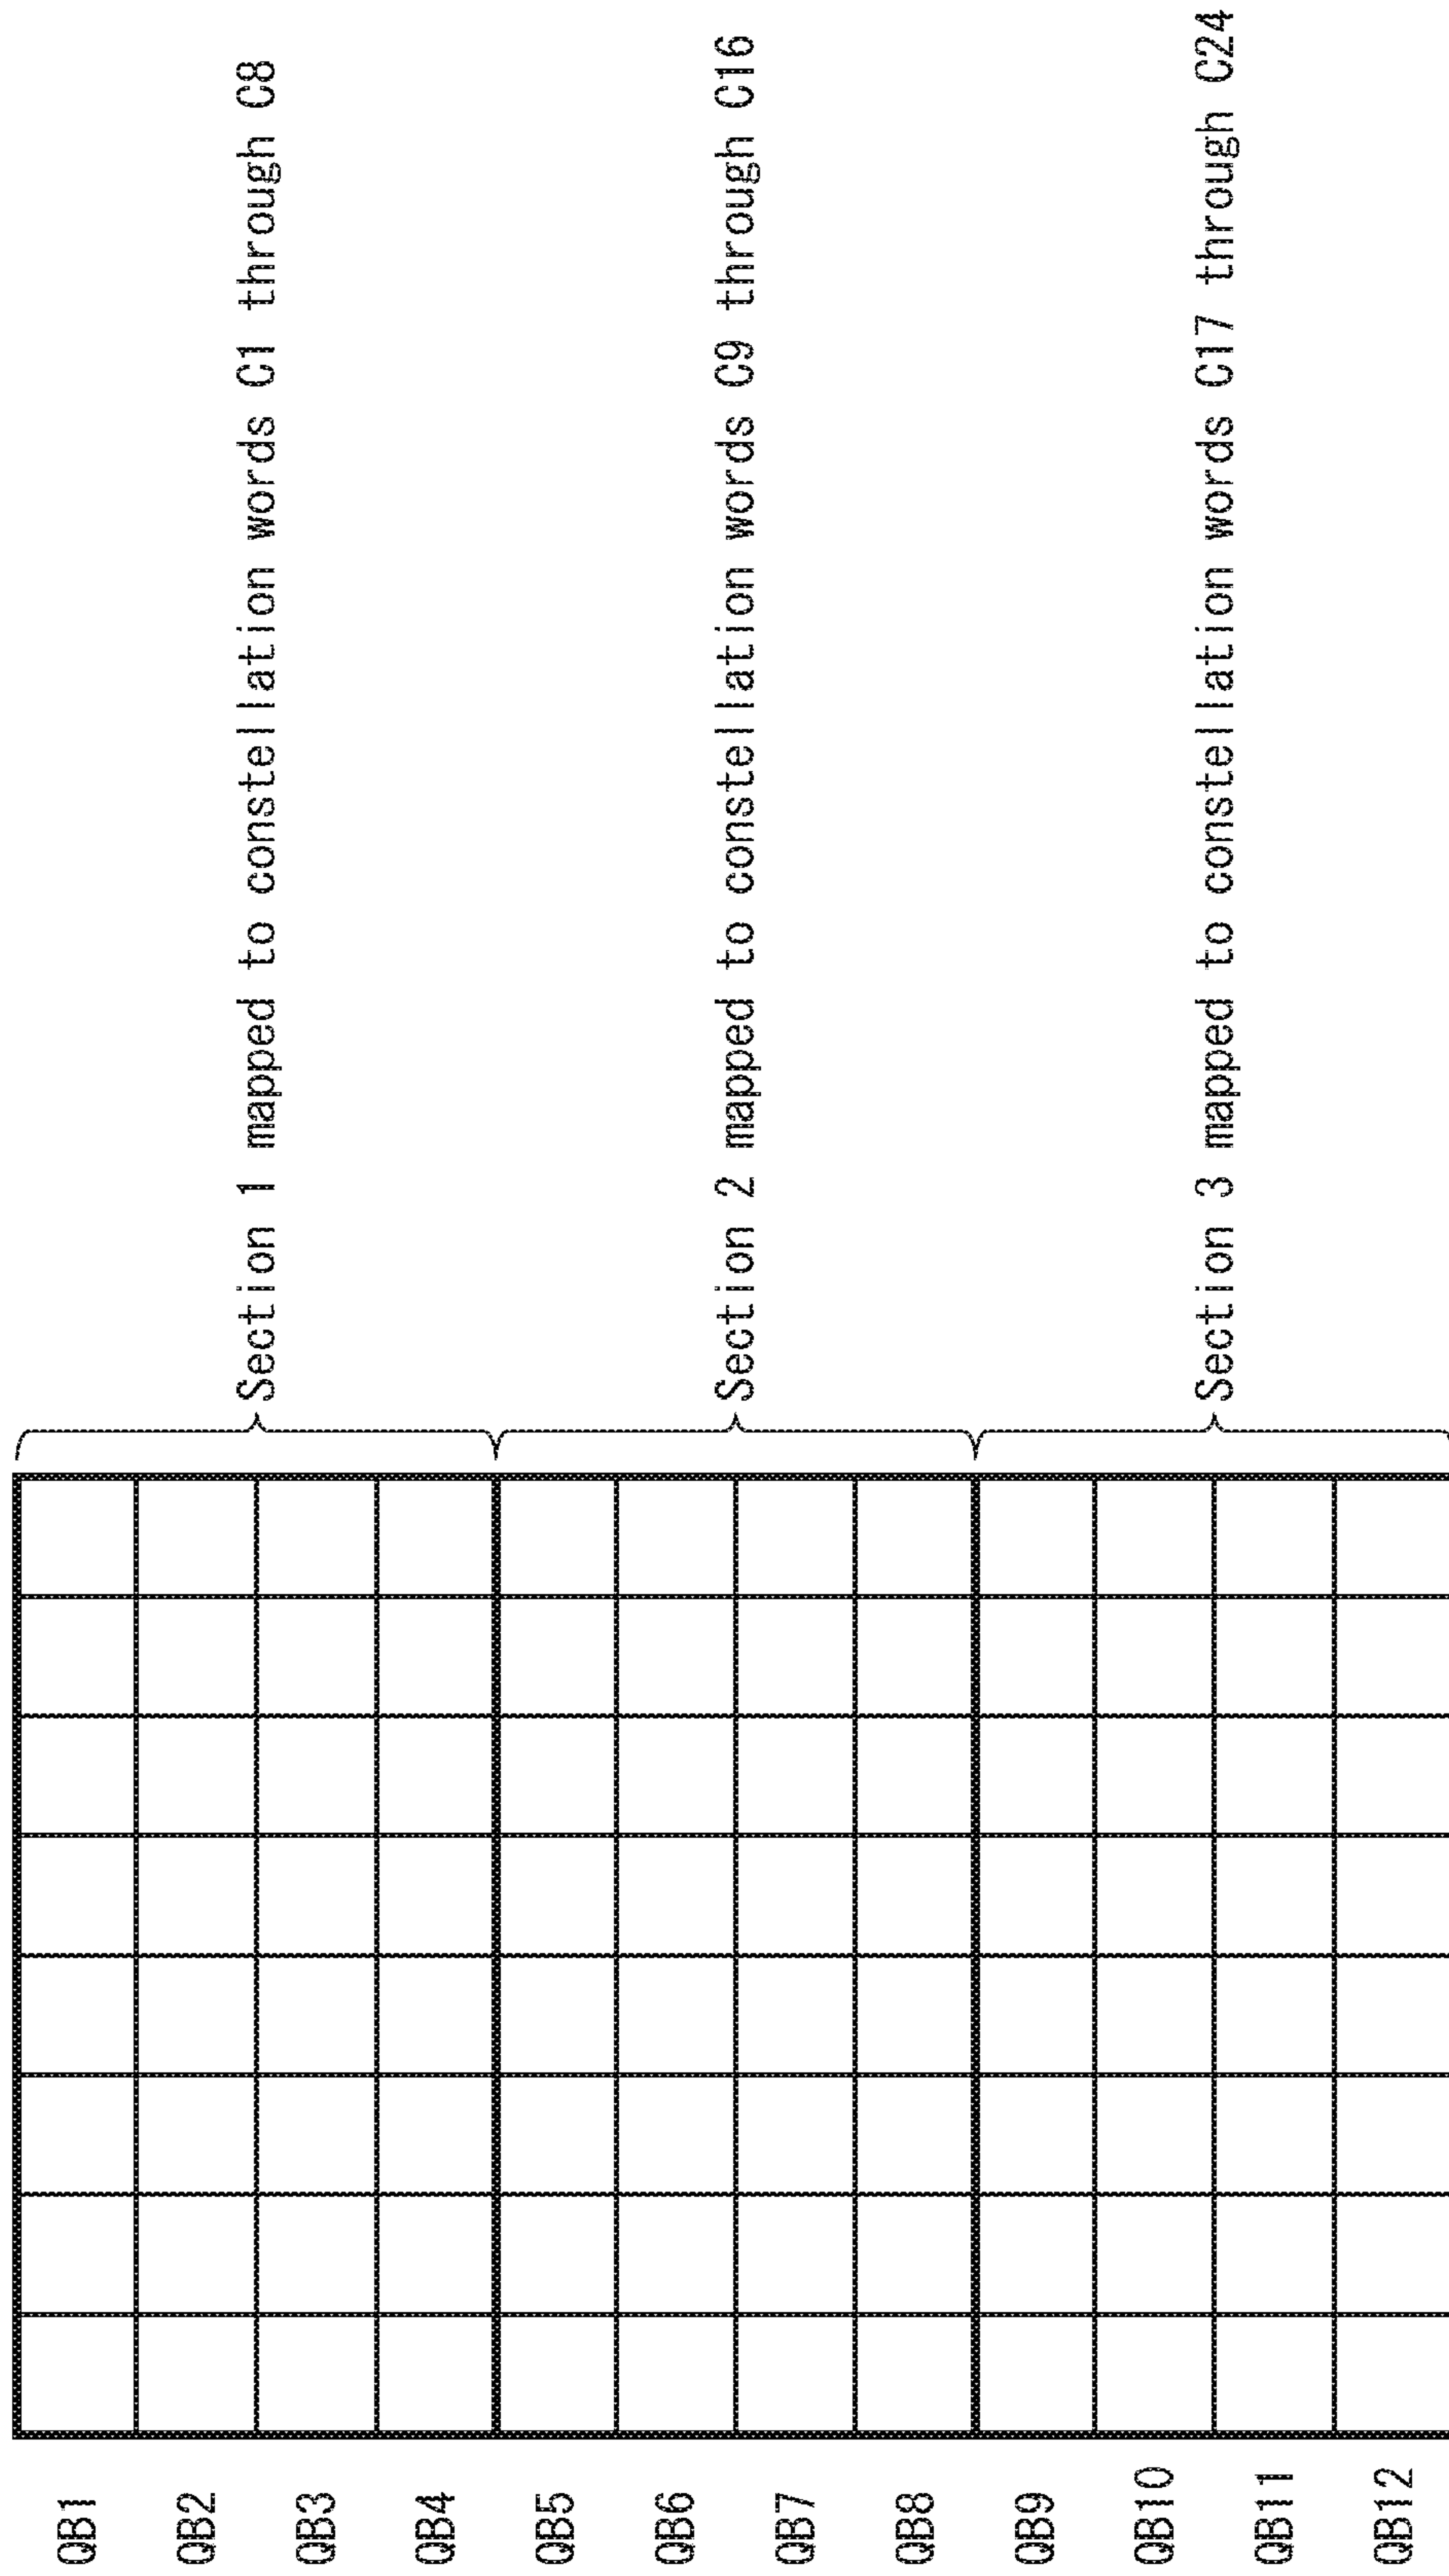 QB1
QB2
QB3
QB4
QB5
QB6
QB7
QB8
QB9
QB10
QB11
QB12
Section 1 mapped to constellation words C1 through C8
Section 2 mapped to constellation words C9 through C16
Section 3 mapped to constellation words C17 through C24